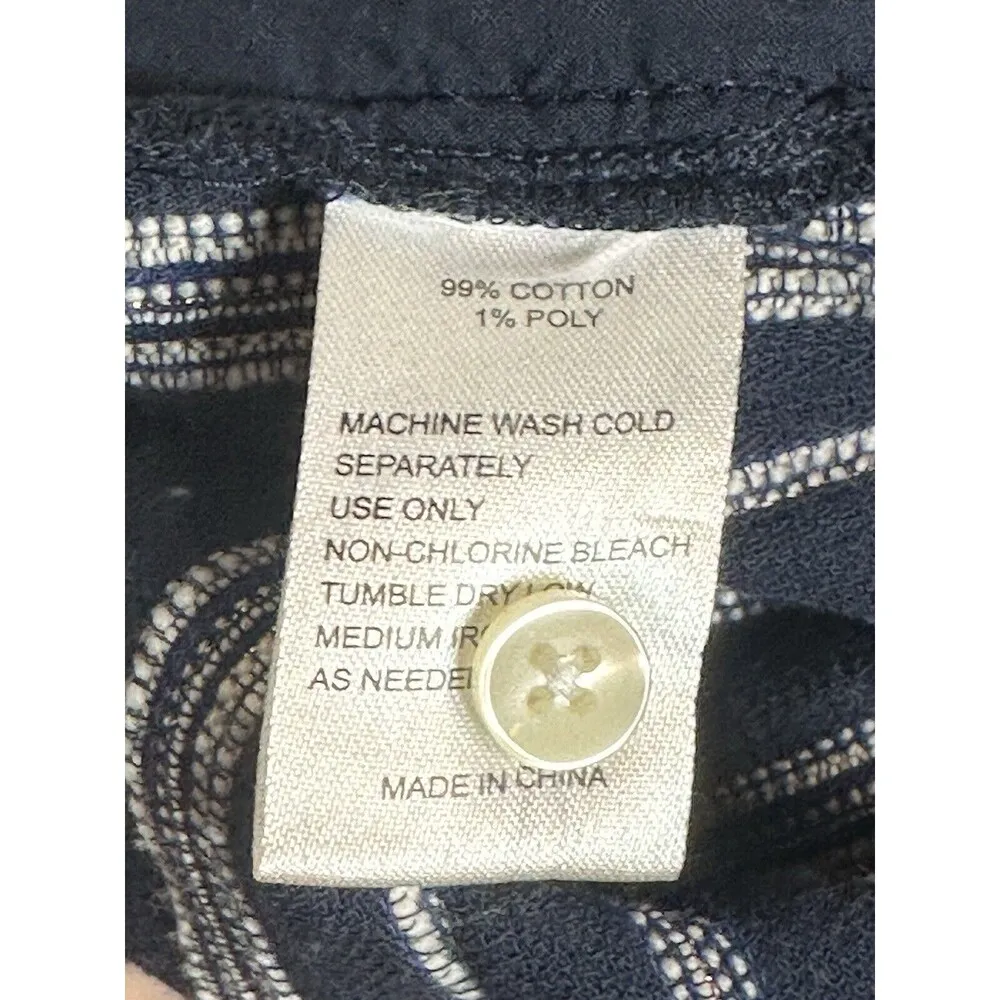 99% COTTON
1% POLY
MACHINE WASH COLD
SEPARATELY
USE ONLY
NON-CHLORINE BLEACH
TUMBLE DRY LOW
MEDIUM
AS
MADE IN CHINA